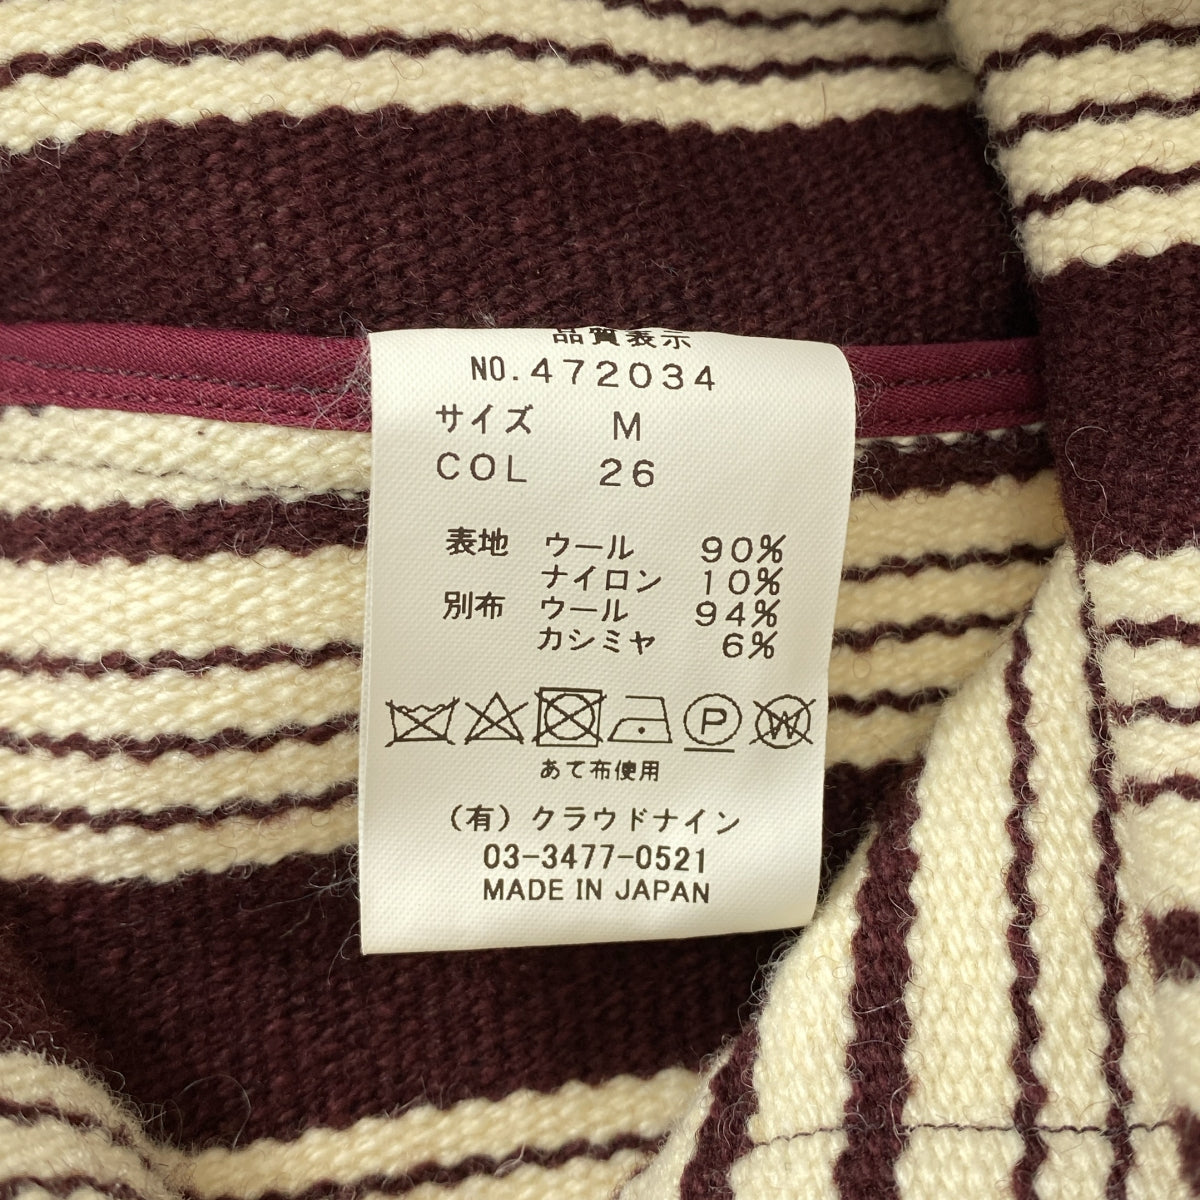 品質表示
NO.472034
サイズ M
COL 26
表地 ウール 90%
ナイロン 10%
別布 ウール 94%
カシミヤ 6%
P W
あて布使用
(有)クラウドナイン
03-3477-0521
MADE IN JAPAN